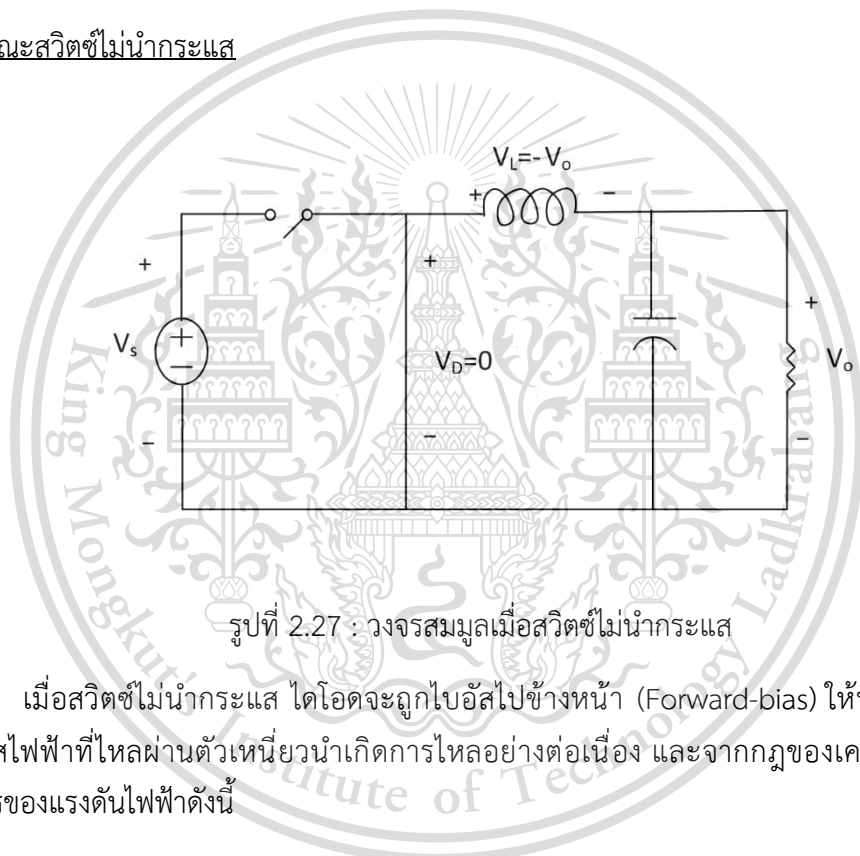 ณะสวิตซ์ไม่นำกระแส
V_L=- V_o
+ −
+ + +
V_s + − V_D=0 V_o
− − −
King Mongkut's Institute of Technology Ladkrabang
รูปที่ 2.27 : วงจรสมมูลเมื่อสวิตซ์ไม่นำกระแส
เมื่อสวิตซ์ไม่นำกระแส ไดโอดจะถูกไบอัสไปข้างหน้า (Forward-bias) ให้
สไฟฟ้าที่ไหลผ่านตัวเหนี่ยวนำเกิดการไหลอย่างต่อเนื่อง และจากกฎของเค
รของแรงดันไฟฟ้าดังนี้